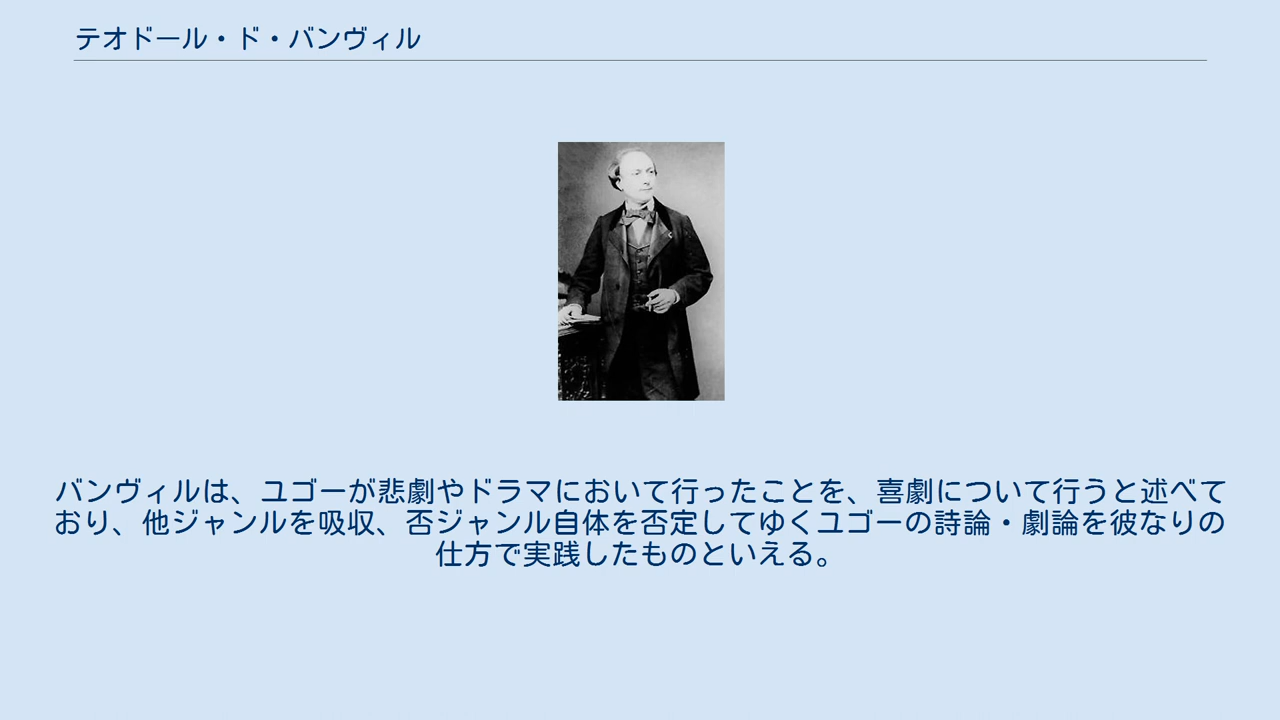 テオドール・ド・バンヴィル
バンヴィルは、ユゴーが悲劇やドラマにおいて行ったことを、喜劇について行うと述べて
おり、他ジャンルを吸収、否ジャンル自体を否定してゆくユゴーの詩論・劇論を彼なりの
仕方で実践したものといえる。